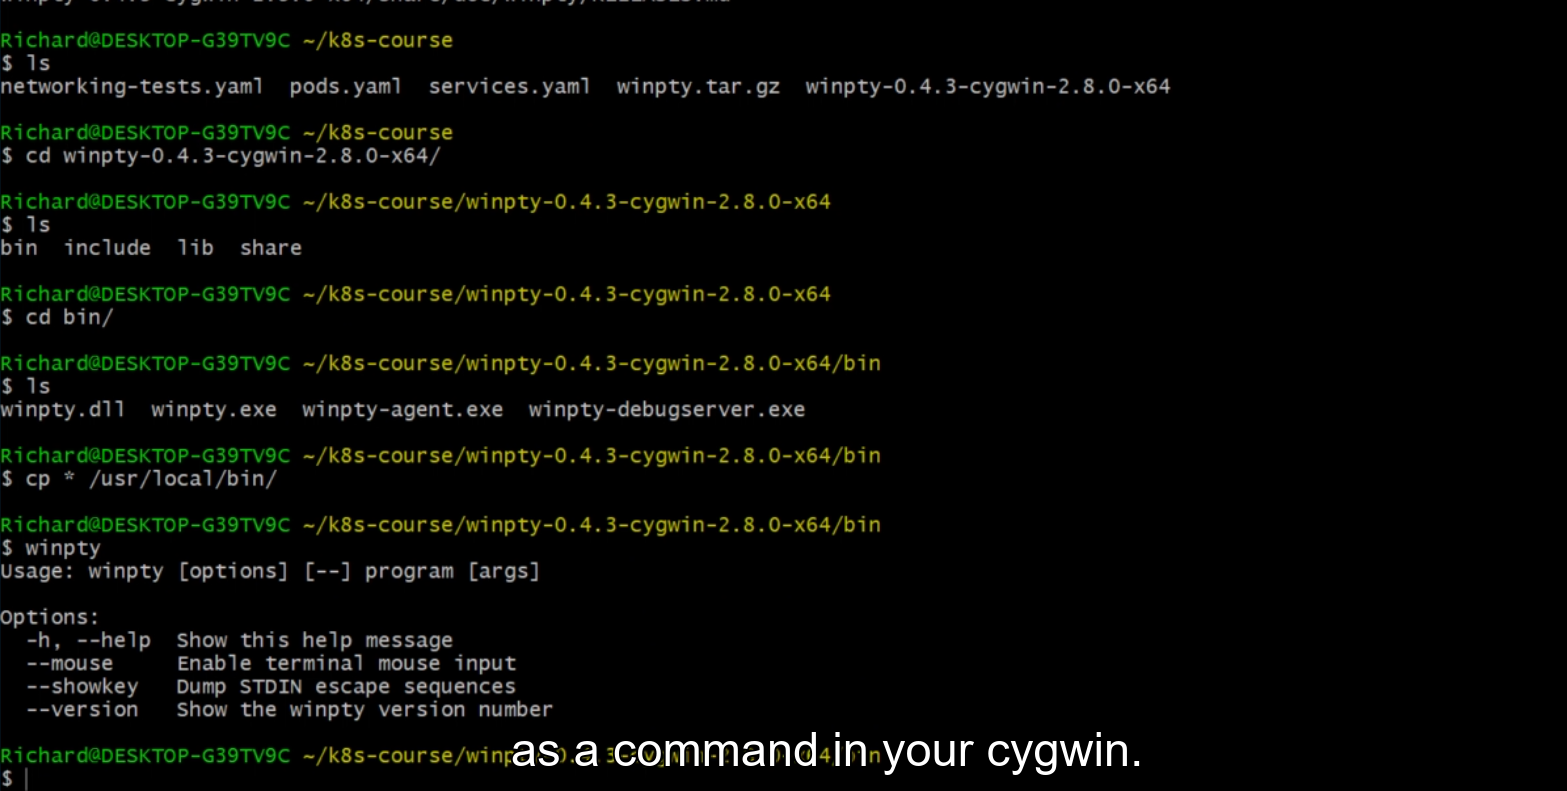 Richard@DESKTOP-G39TV9C ~/k8s-course
$ ls
networking-tests.yaml  pods.yaml  services.yaml  winpty.tar.gz  winpty-0.4.3-cygwin-2.8.0-x64
Richard@DESKTOP-G39TV9C ~/k8s-course
$ cd winpty-0.4.3-cygwin-2.8.0-x64/
Richard@DESKTOP-G39TV9C ~/k8s-course/winpty-0.4.3-cygwin-2.8.0-x64
$ ls
bin  include  lib  share
Richard@DESKTOP-G39TV9C ~/k8s-course/winpty-0.4.3-cygwin-2.8.0-x64
$ cd bin/
Richard@DESKTOP-G39TV9C ~/k8s-course/winpty-0.4.3-cygwin-2.8.0-x64/bin
$ ls
winpty.dll  winpty.exe  winpty-agent.exe  winpty-debugserver.exe
Richard@DESKTOP-G39TV9C ~/k8s-course/winpty-0.4.3-cygwin-2.8.0-x64/bin
$ cp * /usr/local/bin/
Richard@DESKTOP-G39TV9C ~/k8s-course/winpty-0.4.3-cygwin-2.8.0-x64/bin
$ winpty
Usage: winpty [options] [--] program [args]
Options:
  -h, --help  Show this help message
  --mouse     Enable terminal mouse input
  --showkey   Dump STDIN escape sequences
  --version   Show the winpty version number
Richard@DESKTOP-G39TV9C ~/k8s-course/
as a command in your cygwin.
$